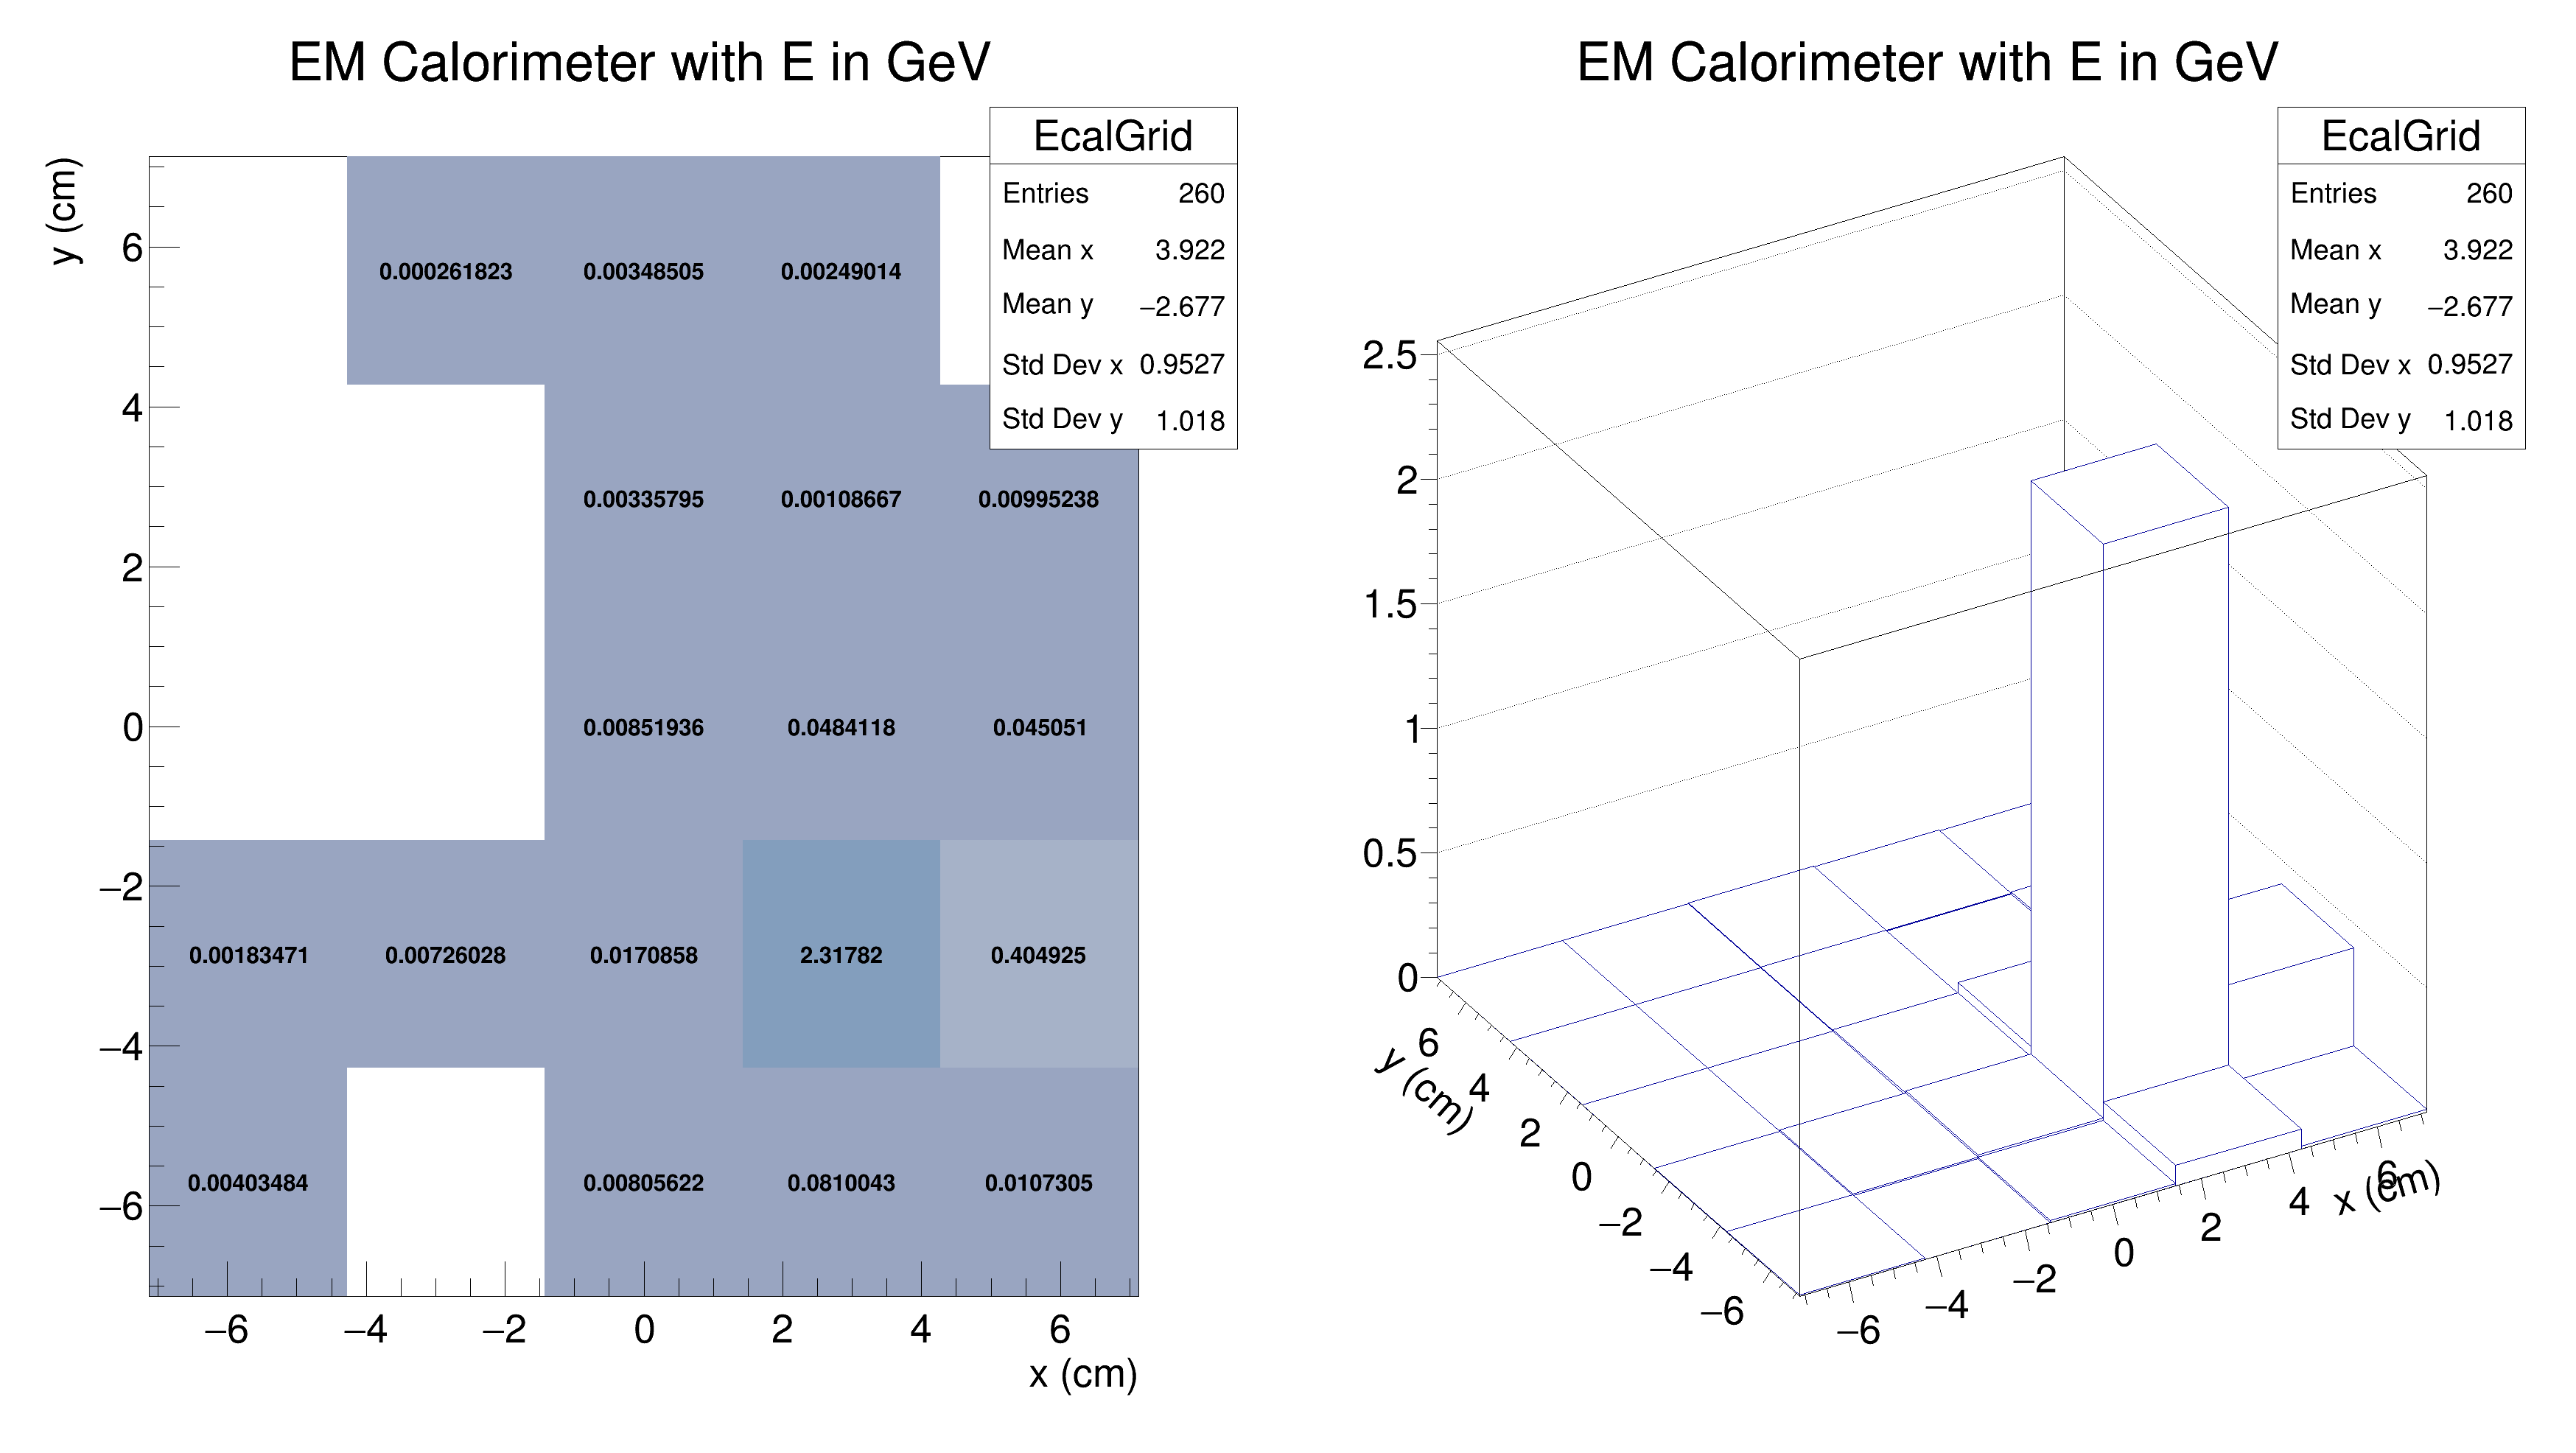 EM Calorimeter with E in GeV
EcalGrid
Entries 260
Mean x 3.922
Mean y −2.677
Std Dev x 0.9527
Std Dev y 1.018
y (cm)
6
4
2
0
−2
−4
−6
0.000261823 0.00348505 0.00249014
0.00335795 0.00108667 0.00995238
0.00851936 0.0484118 0.045051
0.00183471 0.00726028 0.0170858 2.31782 0.404925
0.00403484 0.00805622 0.0810043 0.0107305
−6 −4 −2 0 2 4 6
x (cm)
EM Calorimeter with E in GeV
EcalGrid
Entries 260
Mean x 3.922
Mean y −2.677
Std Dev x 0.9527
Std Dev y 1.018
2.5
2
1.5
1
0.5
0
y (cm)
6
4
2
0
−2
−4
−6
−6 −4 −2 0 2 4 6
x (cm)